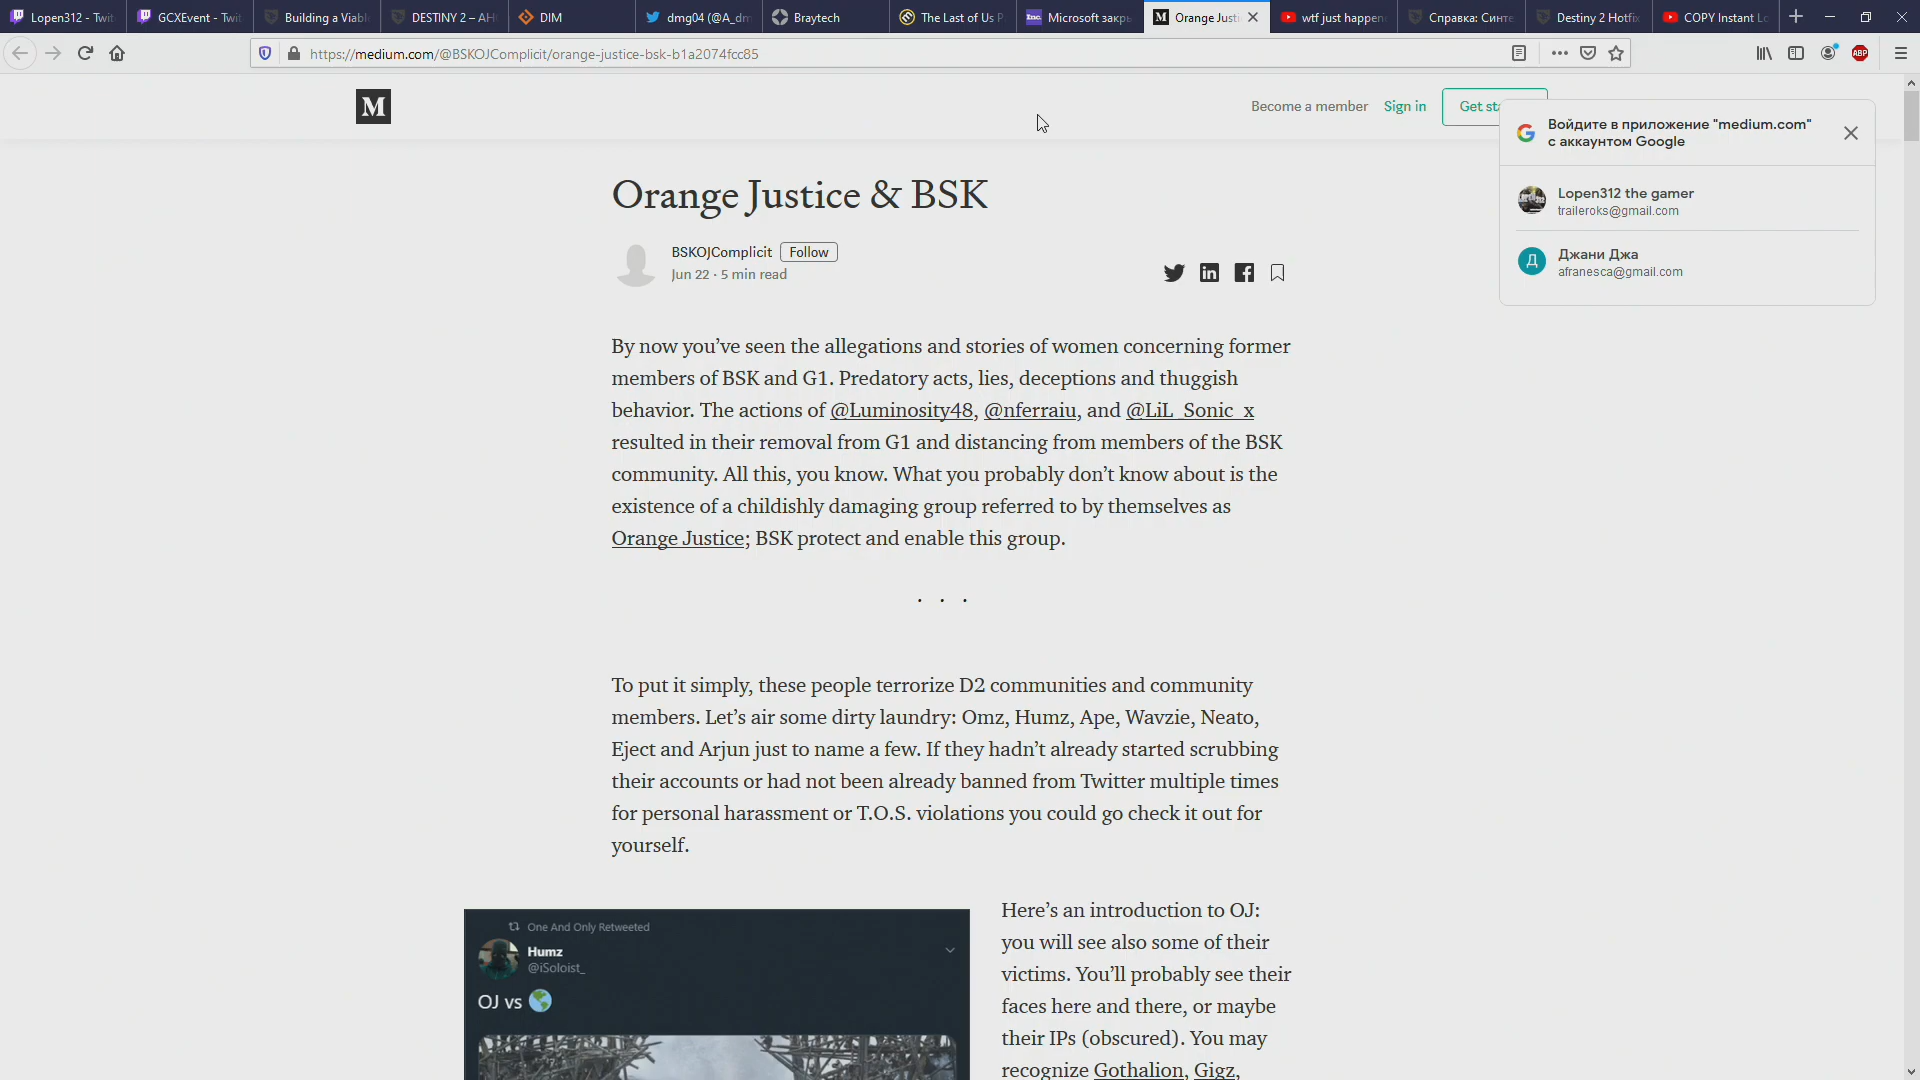 Lopen312 - Twit
GCXEvent - Twit
Building a Viabl
DESTINY 2 – AH
DIM
dmg04 (@A_dm
Braytech
The Last of Us P
Microsoft закры
Orange Justi
wtf just happen
Справка: Синте
Destiny 2 Hotfix
COPY Instant Lo
https://medium.com/@BSKOJComplicit/orange-justice-bsk-b1a2074fcc85
ABP
M
Become a member
Sign in
Get sta
Войдите в приложение "medium.com"
с аккаунтом Google
Lopen312 the gamer
traileroks@gmail.com
Д
Джани Джа
afranesca@gmail.com
Orange Justice & BSK
BSKOJComplicit
Follow
Jun 22 · 5 min read
By now you’ve seen the allegations and stories of women concerning former
members of BSK and G1. Predatory acts, lies, deceptions and thuggish
behavior. The actions of @Luminosity48, @nferraiu, and @LiL_Sonic_x
resulted in their removal from G1 and distancing from members of the BSK
community. All this, you know. What you probably don’t know about is the
existence of a childishly damaging group referred to by themselves as
Orange Justice; BSK protect and enable this group.
. . .
To put it simply, these people terrorize D2 communities and community
members. Let’s air some dirty laundry: Omz, Humz, Ape, Wavzie, Neato,
Eject and Arjun just to name a few. If they hadn’t already started scrubbing
their accounts or had not been already banned from Twitter multiple times
for personal harassment or T.O.S. violations you could go check it out for
yourself.
One And Only Retweeted
Humz
@iSoloist_
OJ vs
Here’s an introduction to OJ:
you will see also some of their
victims. You’ll probably see their
faces here and there, or maybe
their IPs (obscured). You may
recognize Gothalion, Gigz,